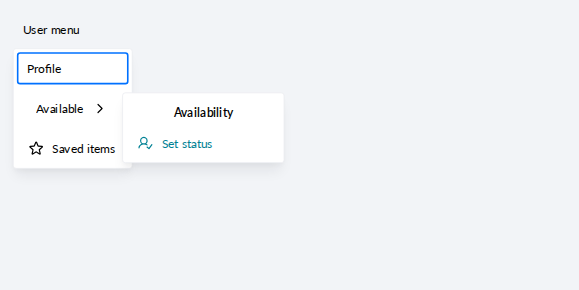 User menu
Profile
Available
Availability
Set status
Saved items